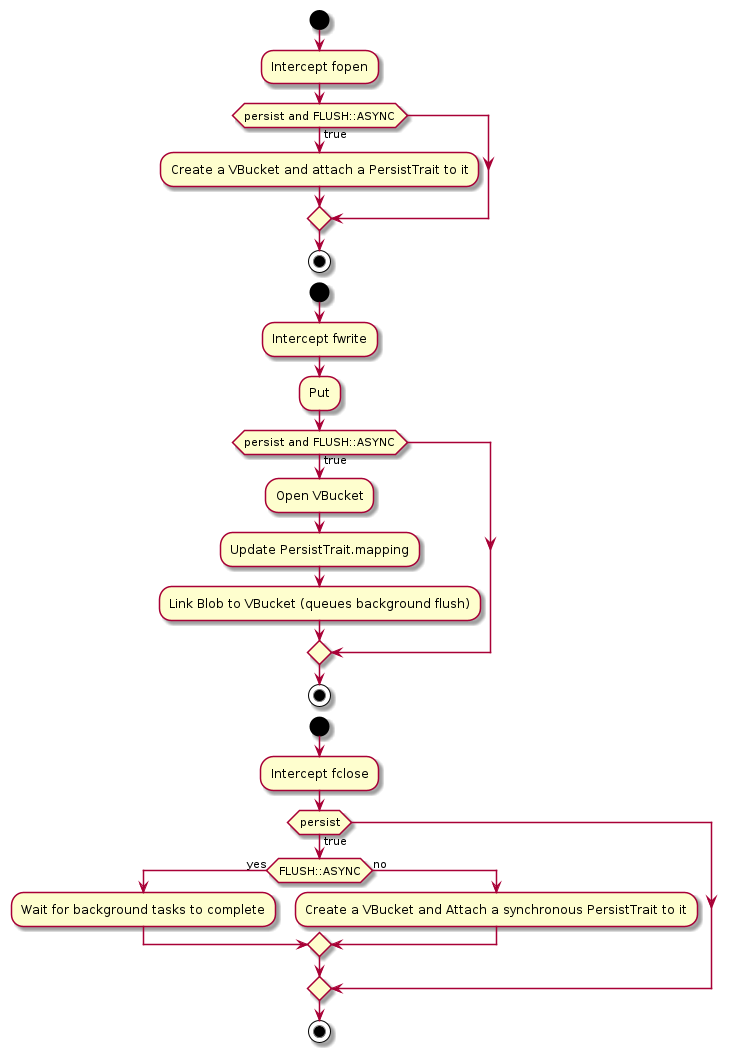 Intercept fopen
persist and FLUSH::ASYNC
true
Create a VBucket and attach a PersistTrait to it
Intercept fwrite
Put
persist and FLUSH::ASYNC
true
Open VBucket
Update PersistTrait.mapping
Link Blob to VBucket (queues background flush)
Intercept fclose
persist
true
yes
FLUSH::ASYNC
no
Wait for background tasks to complete
Create a VBucket and Attach a synchronous PersistTrait to it